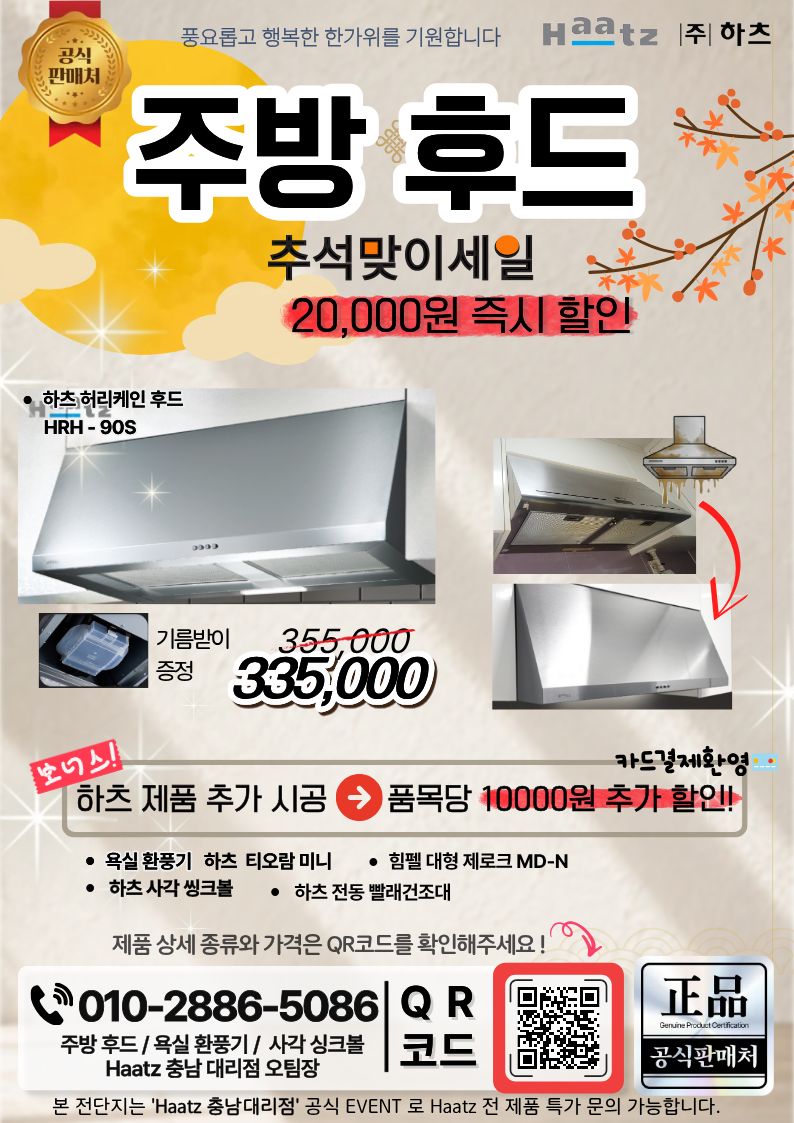 공식
판매처
풍요롭고 행복한 한가위를 기원합니다
Haatz
|주| 하츠
주방 후드
추석맞이세일
20,000원 즉시 할인
Haatz
• 하츠 허리케인 후드
HRH - 90S
기름받이
증정
355,000
335,000
보너스!
카드결제환영
하츠 제품 추가 시공 → 품목당 10000원 추가 할인!
• 욕실 환풍기 하츠 티오람 미니
• 힘펠 대형 제로크 MD-N
• 하츠 사각 씽크볼
• 하츠 전동 빨래건조대
제품 상세 종류와 가격은 QR코드를 확인해주세요 !
010-2886-5086
주방 후드 / 욕실 환풍기 / 사각 싱크볼
Haatz 충남 대리점 오팀장
QR
코드
正品
Genuine Product Certification
공식판매처
본 전단지는 'Haatz 충남대리점' 공식 EVENT 로 Haatz 전 제품 특가 문의 가능합니다.